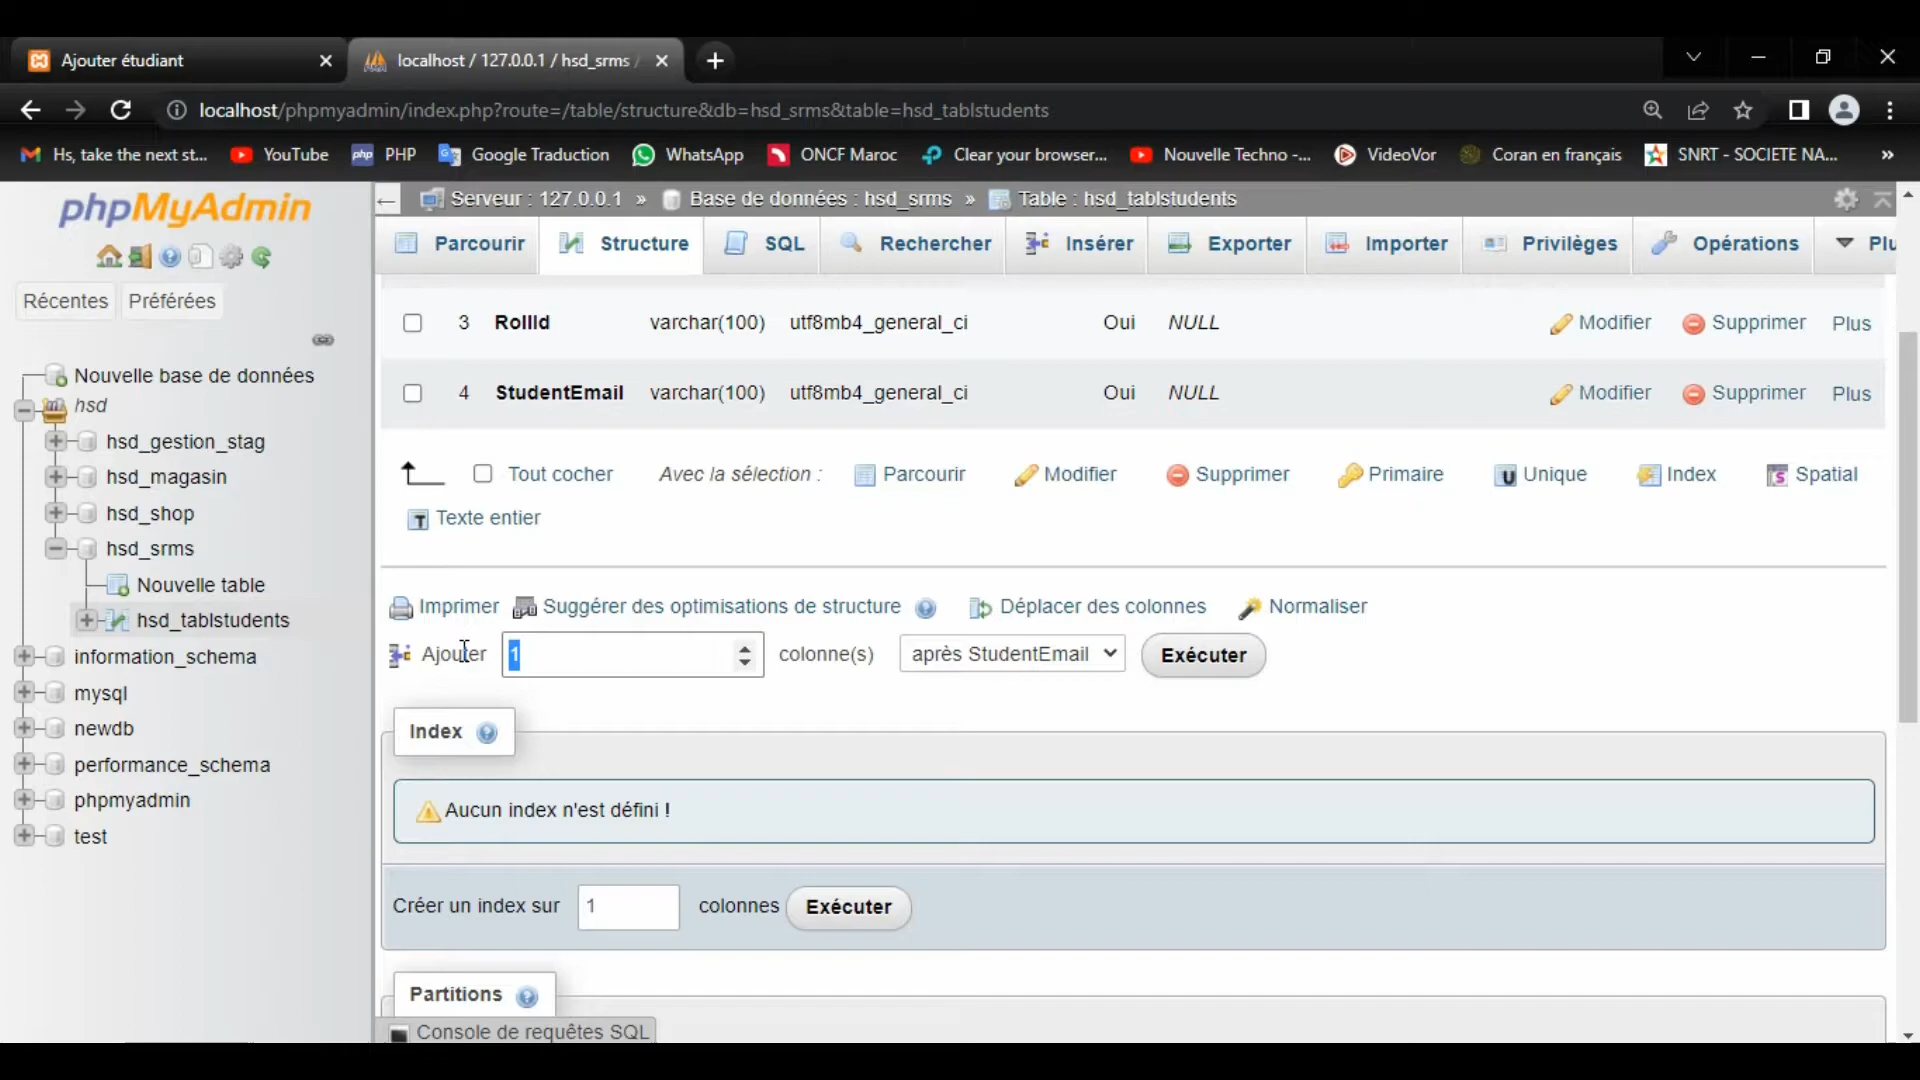 Ajouter étudiant
localhost / 127.0.0.1 / hsd_srms /
localhost/phpmyadmin/index.php?route=/table/structure&db=hsd_srms&table=hsd_tablstudents
Hs, take the next st... YouTube PHP Google Traduction WhatsApp ONCF Maroc Clear your browser... Nouvelle Techno -... VideoVor Coran en français SNRT - SOCIETE NA... »
phpMyAdmin
Récentes Préférées
Nouvelle base de données
hsd
hsd_gestion_stag
hsd_magasin
hsd_shop
hsd_srms
Nouvelle table
hsd_tablstudents
information_schema
mysql
newdb
performance_schema
phpmyadmin
test
Serveur : 127.0.0.1 » Base de données : hsd_srms » Table : hsd_tablstudents
Parcourir Structure SQL Rechercher Insérer Exporter Importer Privilèges Opérations Plu
3 RollId varchar(100) utf8mb4_general_ci Oui NULL Modifier Supprimer Plus
4 StudentEmail varchar(100) utf8mb4_general_ci Oui NULL Modifier Supprimer Plus
Tout cocher Avec la sélection : Parcourir Modifier Supprimer Primaire Unique Index Spatial
Texte entier
Imprimer Suggérer des optimisations de structure Déplacer des colonnes Normaliser
Ajouter 1 colonne(s) après StudentEmail Exécuter
Index
Aucun index n'est défini !
Créer un index sur 1 colonnes Exécuter
Partitions
Console de requêtes SQL